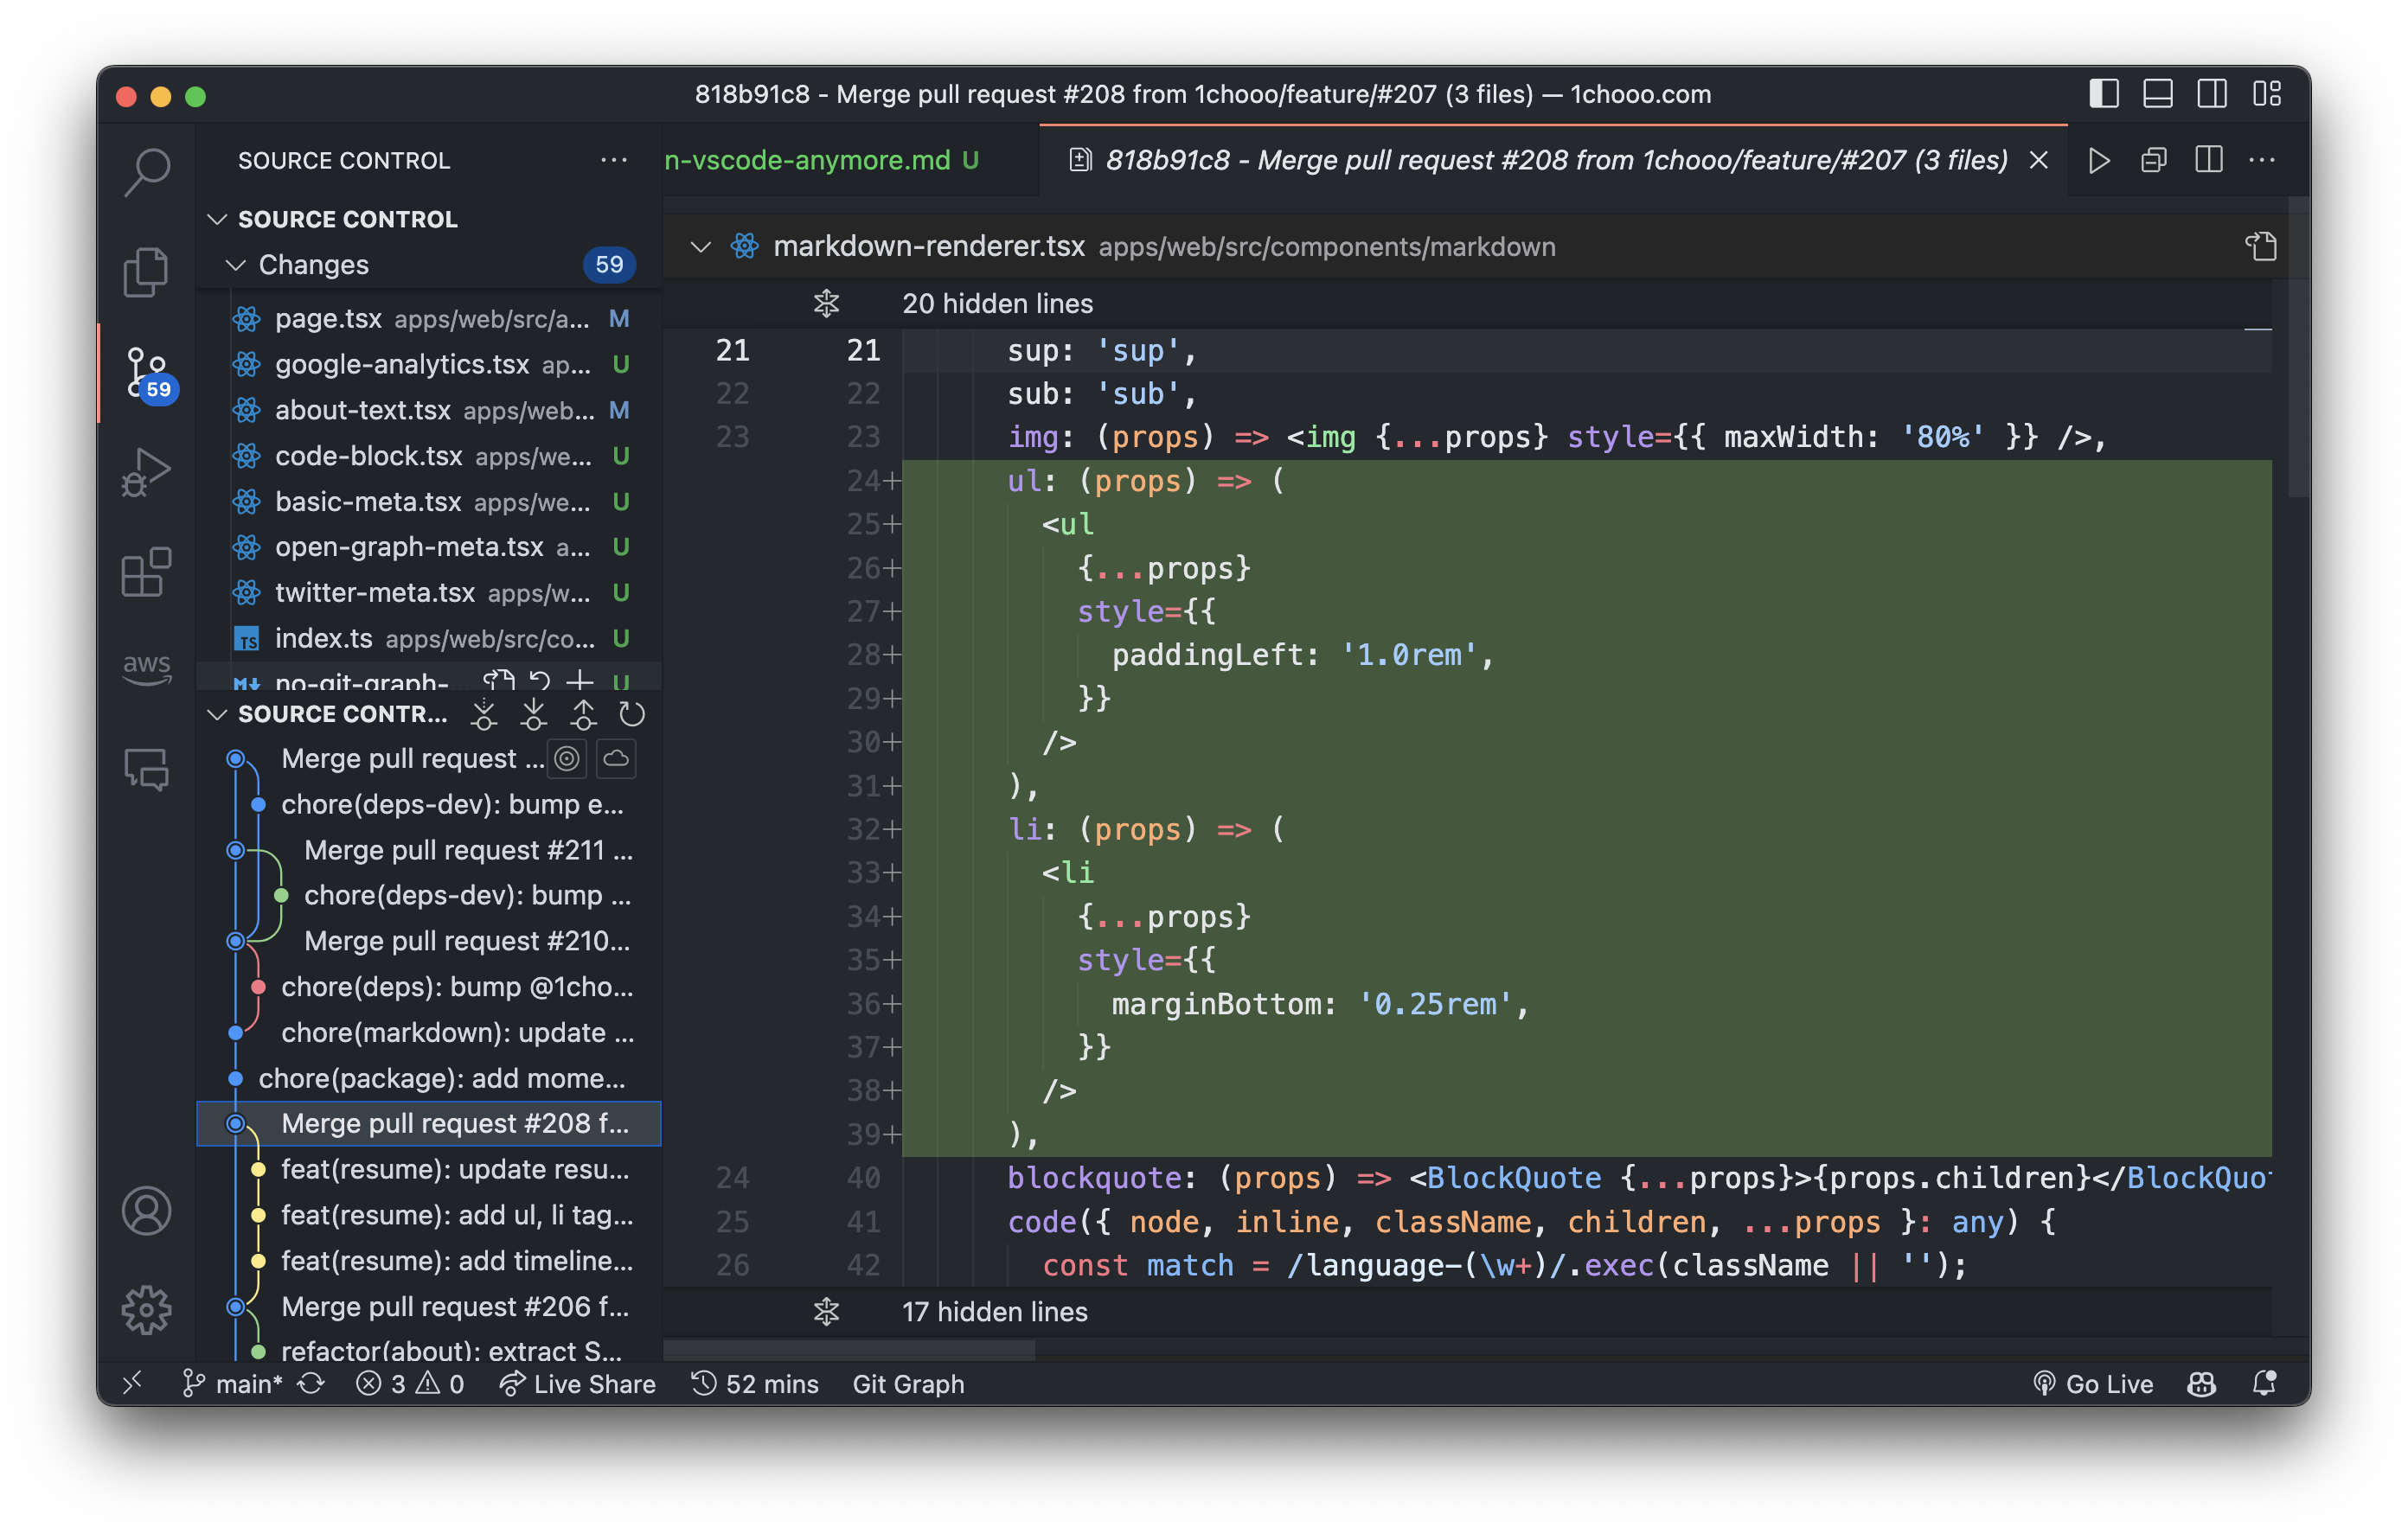 818b91c8 - Merge pull request #208 from 1chooo/feature/#207 (3 files) — 1chooo.com
SOURCE CONTROL
n-vscode-anymore.md U
818b91c8 - Merge pull request #208 from 1chooo/feature/#207 (3 files)
SOURCE CONTROL
Changes 59
page.tsx apps/web/src/a... M
google-analytics.tsx ap... U
about-text.tsx apps/web... M
code-block.tsx apps/we... U
basic-meta.tsx apps/we... U
open-graph-meta.tsx a... U
twitter-meta.tsx apps/w... U
TS index.ts apps/web/src/co... U
no-git-graph-... U
59
aws
SOURCE CONTR...
Merge pull request ...
chore(deps-dev): bump e...
Merge pull request #211 ...
chore(deps-dev): bump ...
Merge pull request #210...
chore(deps): bump @1cho...
chore(markdown): update ...
chore(package): add mome...
Merge pull request #208 f...
feat(resume): update resu...
feat(resume): add ul, li tag...
feat(resume): add timeline...
Merge pull request #206 f...
refactor(about): extract S...
markdown-renderer.tsx apps/web/src/components/markdown
20 hidden lines
21 21 sup: 'sup',
22 22 sub: 'sub',
23 23 img: (props) => <img {...props} style={{ maxWidth: '80%' }} />,
24+ ul: (props) => (
25+ <ul
26+ {...props}
27+ style={{
28+ paddingLeft: '1.0rem',
29+ }}
30+ />
31+ ),
32+ li: (props) => (
33+ <li
34+ {...props}
35+ style={{
36+ marginBottom: '0.25rem',
37+ }}
38+ />
39+ ),
24 40 blockquote: (props) => <BlockQuote {...props}>{props.children}</BlockQuo
25 41 code({ node, inline, className, children, ...props }: any) {
26 42 const match = /language-(\w+)/.exec(className || '');
17 hidden lines
main* 3 0 Live Share 52 mins Git Graph Go Live